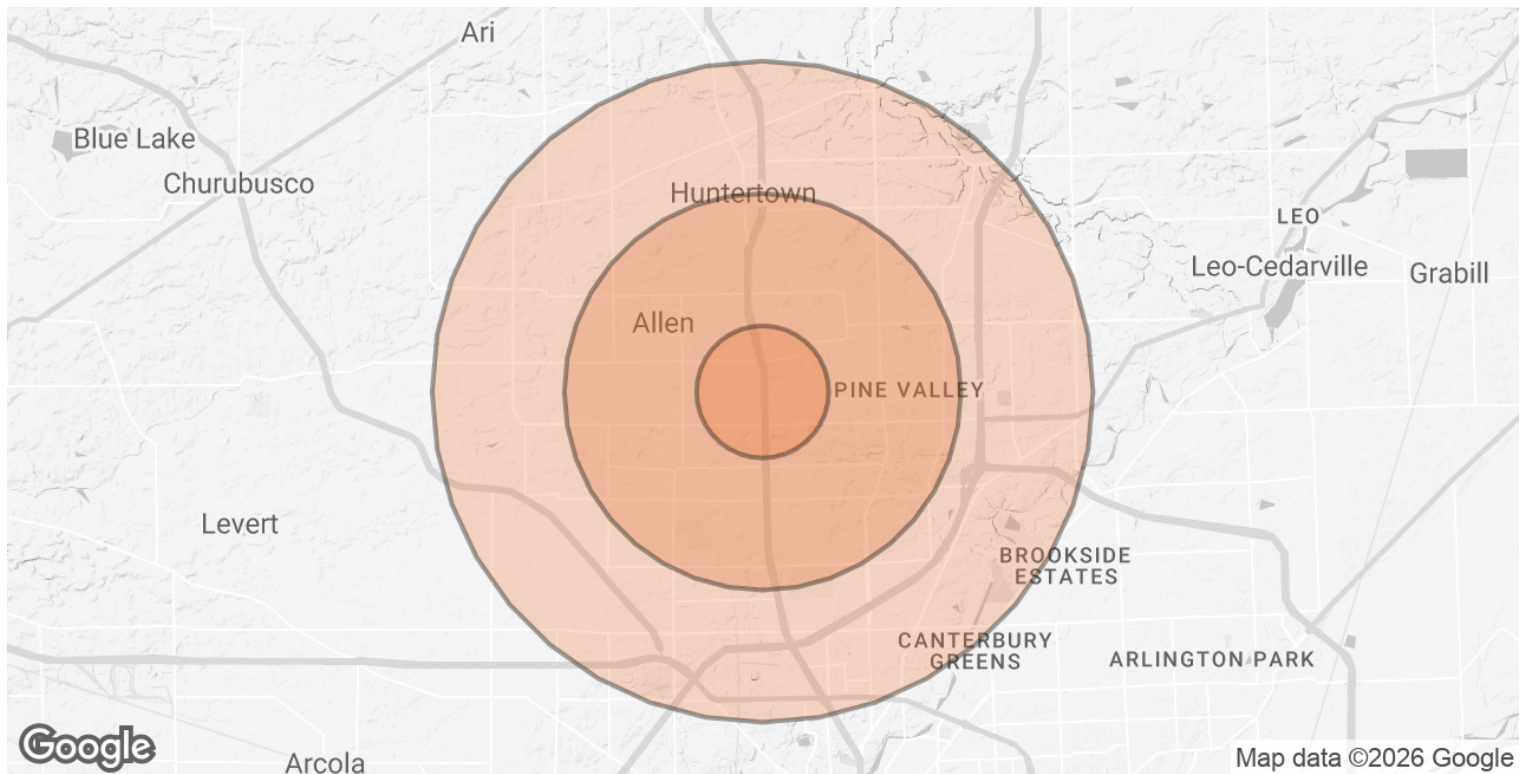 Ari
Blue Lake
Churubusco
Huntertown
LEO
Leo-Cedarville
Grabill
Allen
PINE VALLEY
Levert
BROOKSIDE
ESTATES
CANTERBURY
GREENS
ARLINGTON PARK
Google
Arcola
Map data ©2026 Google